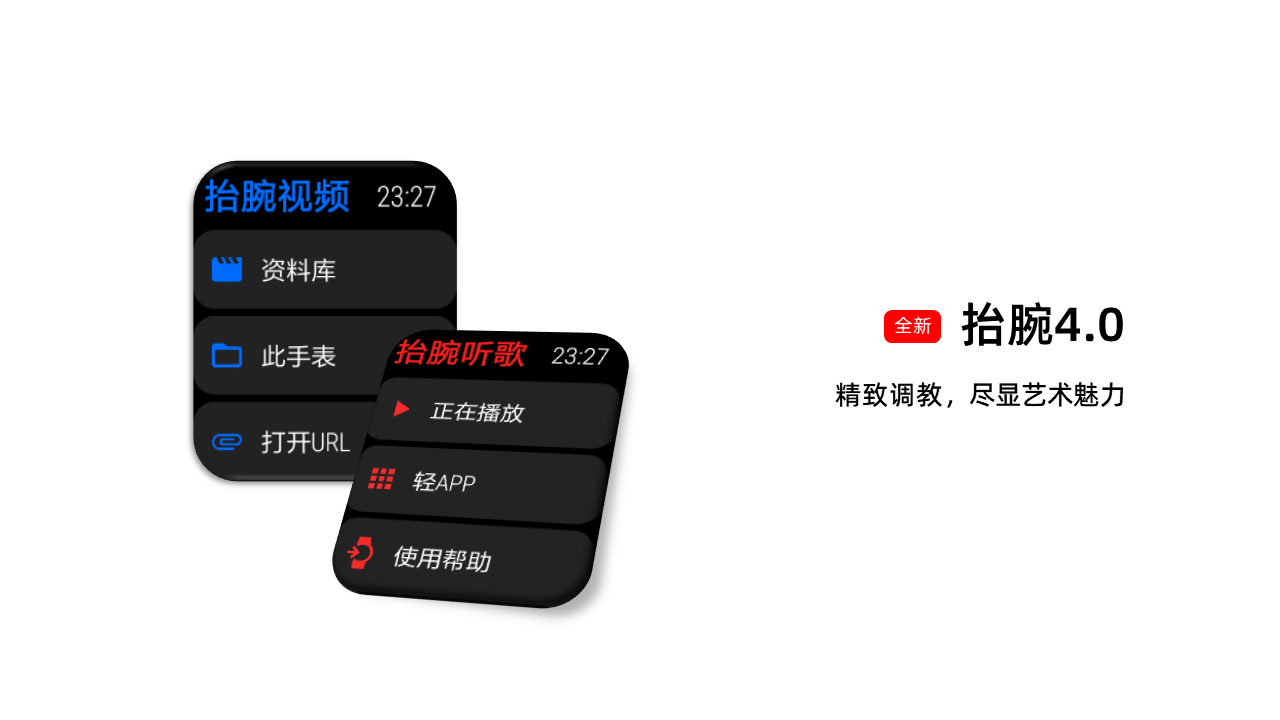 抬腕视频 23:27
资料库
此手表
打开URL
抬腕听歌 23:27
正在播放
轻APP
使用帮助
全新 抬腕4.0
精致调教，尽显艺术魅力